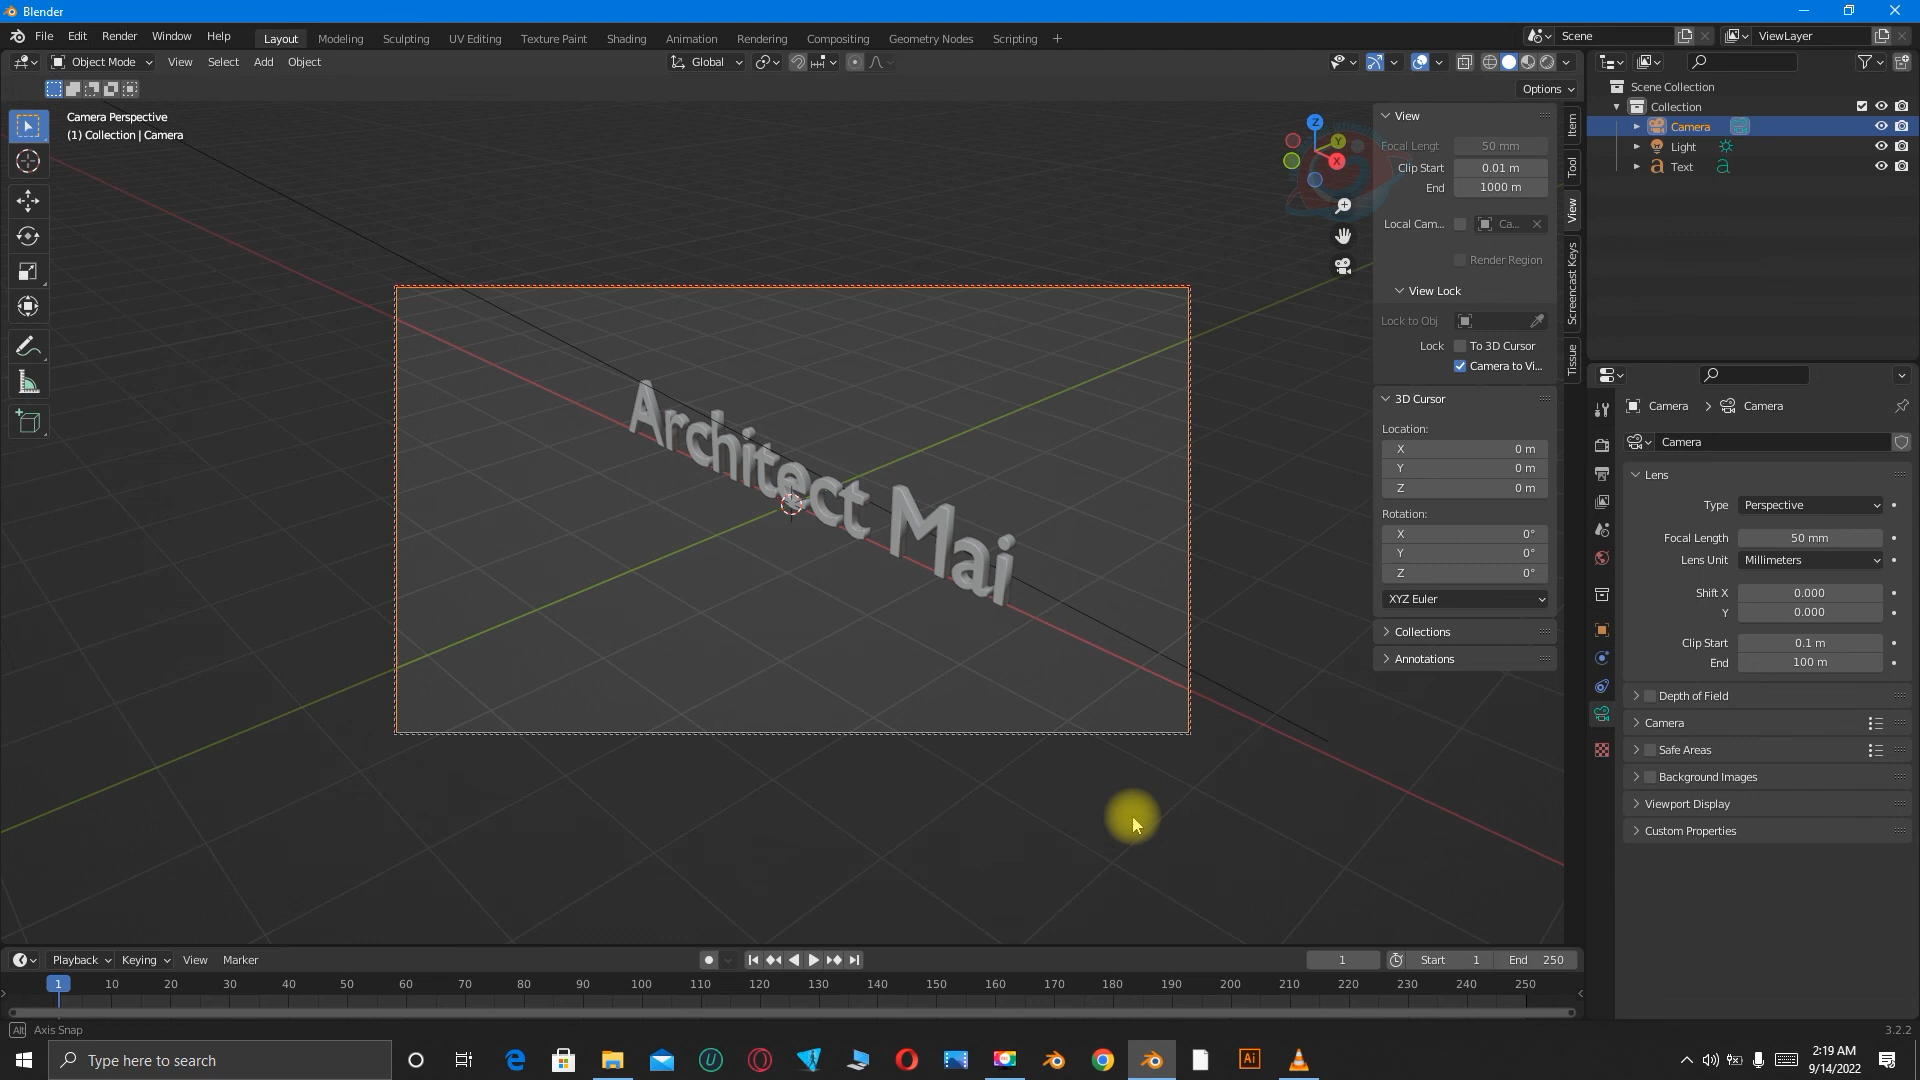 Blender
File Edit Render Window Help
Layout Modeling Sculpting UV Editing Texture Paint Shading Animation Rendering Compositing Geometry Nodes Scripting +
Scene
ViewLayer
Object Mode View Select Add Object
Global
Options
Camera Perspective
(1) Collection | Camera
Z
Y
X
Architect Mai
View
Focal Lengt 50 mm
Clip Start 0.01 m
End 1000 m
Local Cam... Ca...
Render Region
View Lock
Lock to Obj
Lock To 3D Cursor
Camera to Vi...
3D Cursor
Location:
X 0 m
Y 0 m
Z 0 m
Rotation:
X 0°
Y 0°
Z 0°
XYZ Euler
Collections
Annotations
Item
Tool
View
Screencast Keys
Tissue
Scene Collection
Collection
Camera
Light
Text
Camera > Camera
Camera
Lens
Type Perspective
Focal Length 50 mm
Lens Unit Millimeters
Shift X 0.000
Y 0.000
Clip Start 0.1 m
End 100 m
Depth of Field
Camera
Safe Areas
Background Images
Viewport Display
Custom Properties
Playback Keying View Marker
1 Start 1 End 250
1 10 20 30 40 50 60 70 80 90 100 110 120 130 140 150 160 170 180 190 200 210 220 230 240 250
Alt Axis Snap
3.2.2
Type here to search
Ai
2:19 AM
9/14/2022